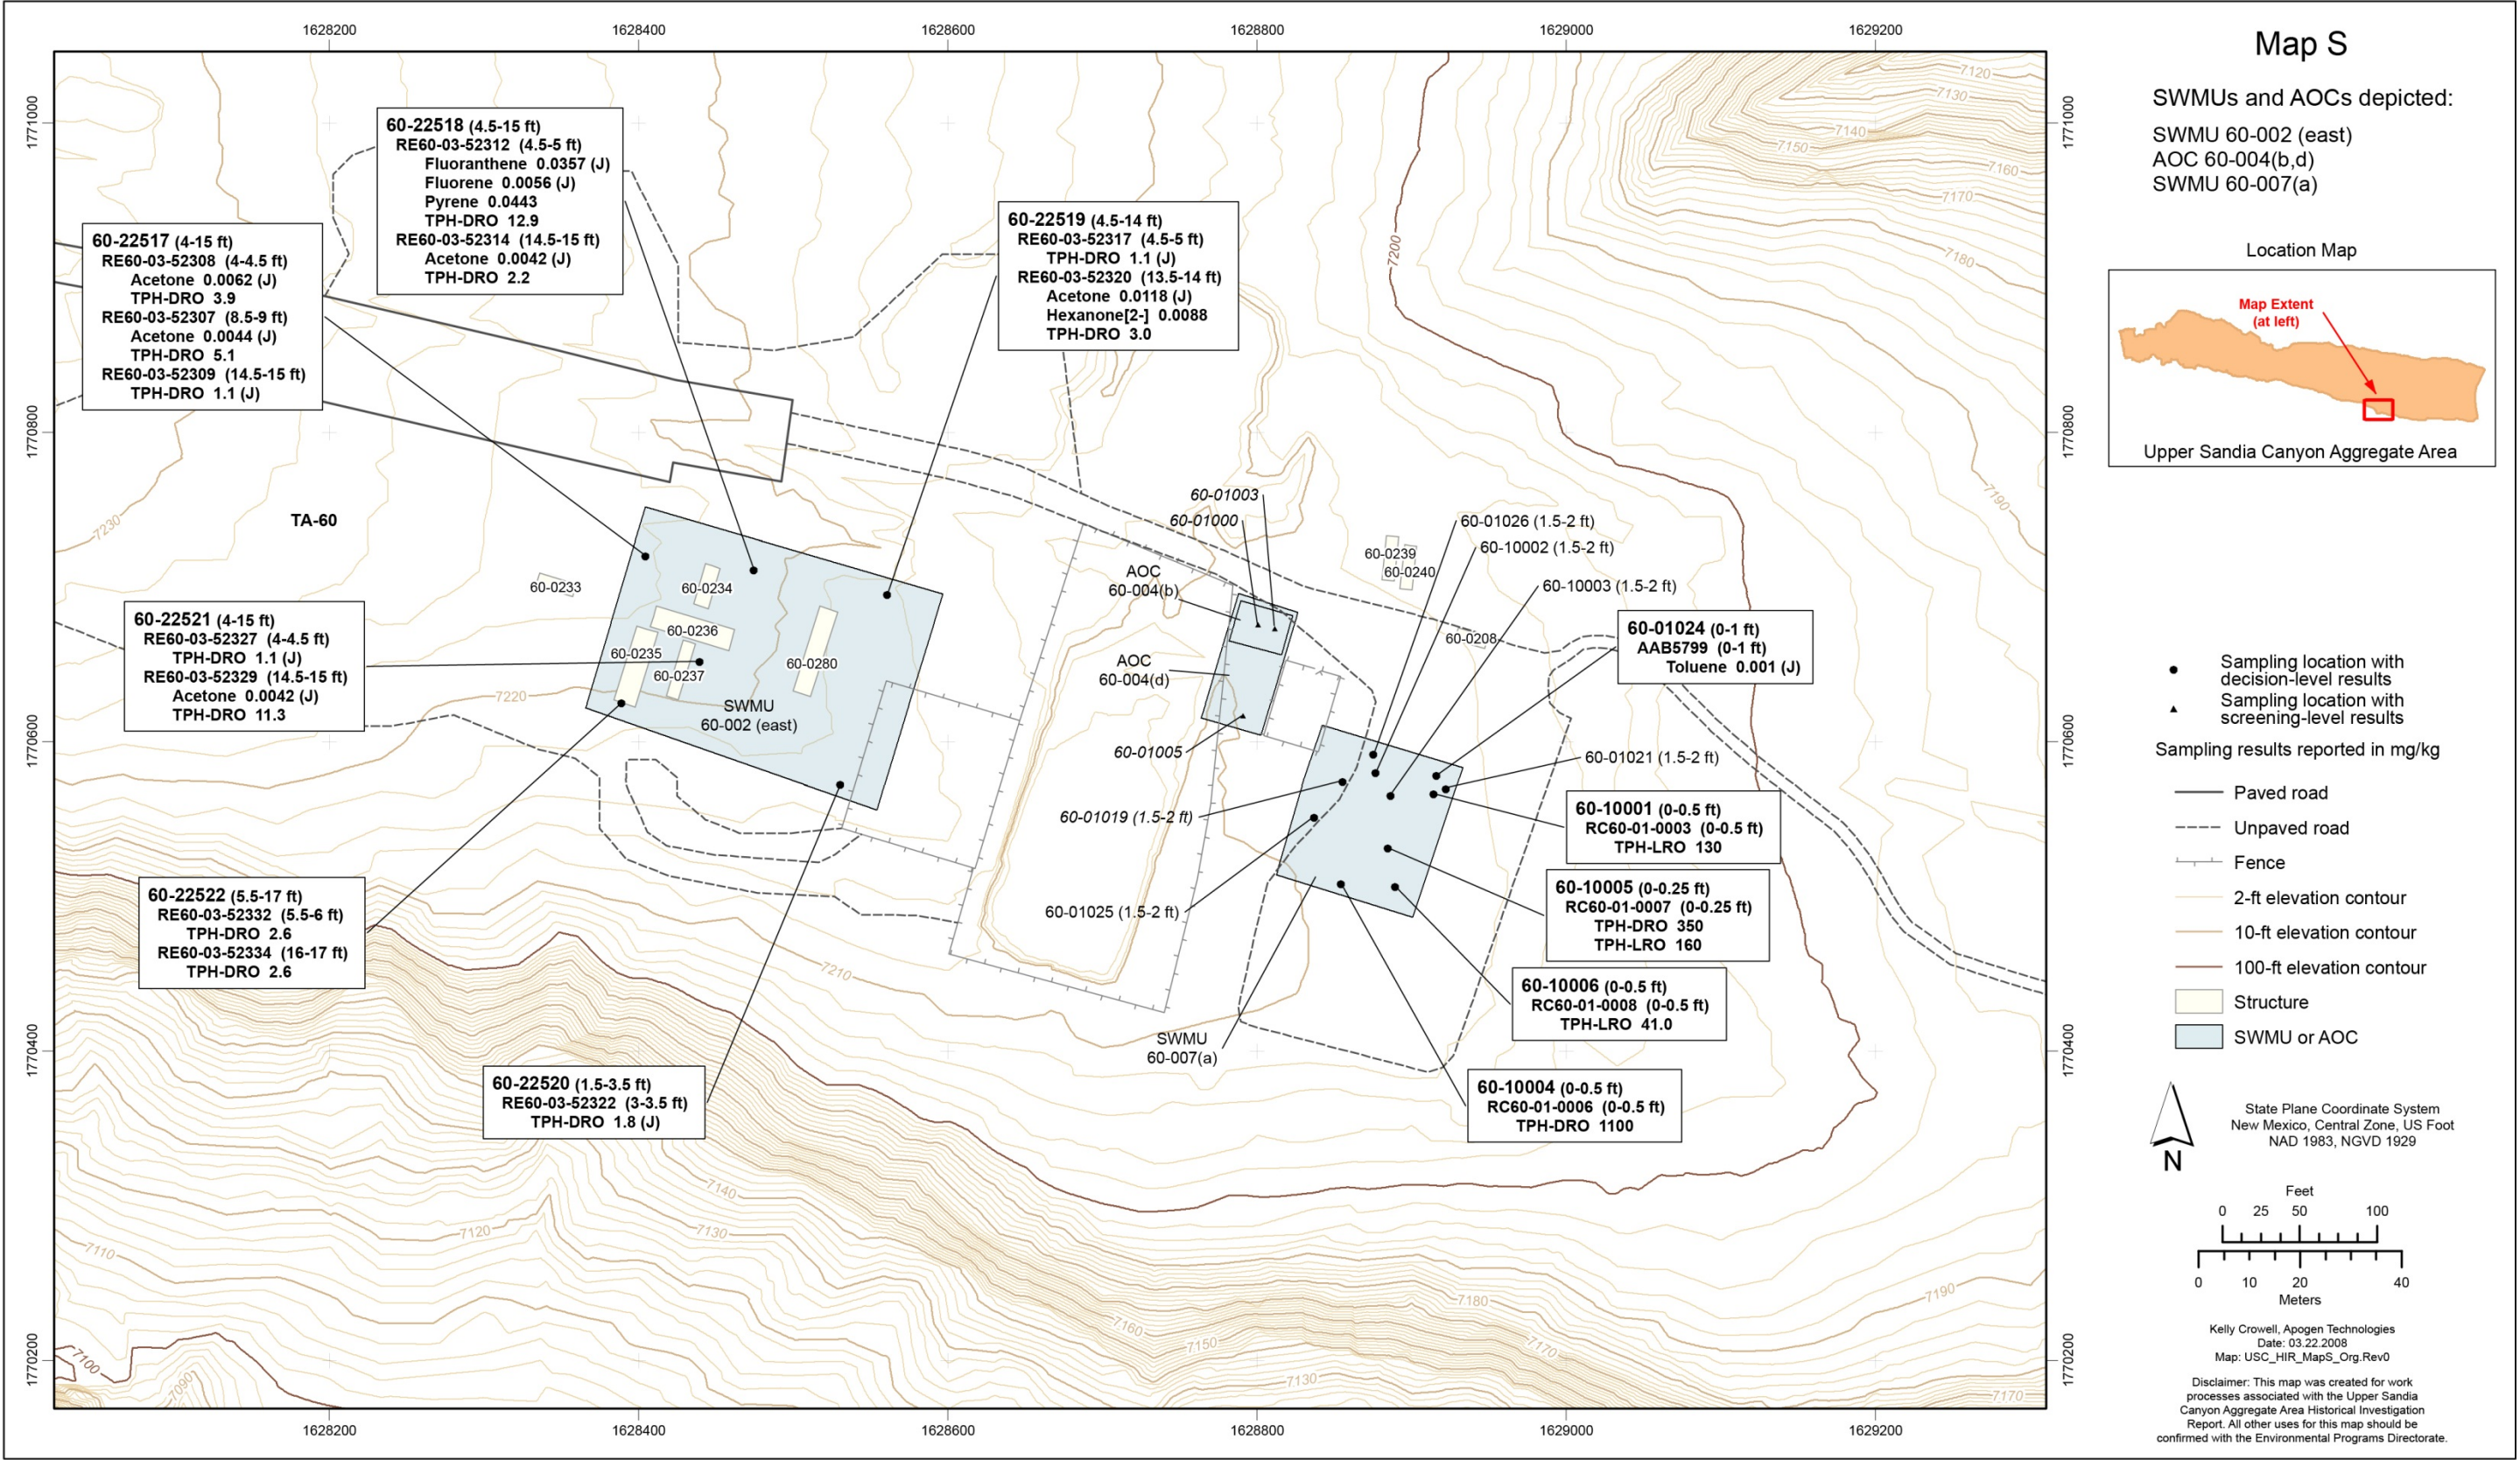 1628200
1628400
1628600
1628800
1629000
1629200
1771000
1770800
1770600
1770400
1770200
60-22518 (4.5-15 ft)
RE60-03-52312 (4.5-5 ft)
Fluoranthene 0.0357 (J)
Fluorene 0.0056 (J)
Pyrene 0.0443
TPH-DRO 12.9
RE60-03-52314 (14.5-15 ft)
Acetone 0.0042 (J)
TPH-DRO 2.2
60-22517 (4-15 ft)
RE60-03-52308 (4-4.5 ft)
Acetone 0.0062 (J)
TPH-DRO 3.9
RE60-03-52307 (8.5-9 ft)
Acetone 0.0044 (J)
TPH-DRO 5.1
RE60-03-52309 (14.5-15 ft)
TPH-DRO 1.1 (J)
60-22519 (4.5-14 ft)
RE60-03-52317 (4.5-5 ft)
TPH-DRO 1.1 (J)
RE60-03-52320 (13.5-14 ft)
Acetone 0.0118 (J)
Hexanone[2-] 0.0088
TPH-DRO 3.0
7120
7130
7140
7150
7160
7170
7180
7190
7200
7230
TA-60
60-01003
60-01000
60-01026 (1.5-2 ft)
60-10002 (1.5-2 ft)
60-10003 (1.5-2 ft)
60-0239
60-0240
60-0208
AOC
60-004(b)
AOC
60-004(d)
60-01005
60-0233
60-0234
60-0236
60-0235
60-0237
60-0280
SWMU
60-002 (east)
7220
60-22521 (4-15 ft)
RE60-03-52327 (4-4.5 ft)
TPH-DRO 1.1 (J)
RE60-03-52329 (14.5-15 ft)
Acetone 0.0042 (J)
TPH-DRO 11.3
60-01024 (0-1 ft)
AAB5799 (0-1 ft)
Toluene 0.001 (J)
60-01021 (1.5-2 ft)
60-01019 (1.5-2 ft)
60-10001 (0-0.5 ft)
RC60-01-0003 (0-0.5 ft)
TPH-LRO 130
60-01025 (1.5-2 ft)
60-10005 (0-0.25 ft)
RC60-01-0007 (0-0.25 ft)
TPH-DRO 350
TPH-LRO 160
60-22522 (5.5-17 ft)
RE60-03-52332 (5.5-6 ft)
TPH-DRO 2.6
RE60-03-52334 (16-17 ft)
TPH-DRO 2.6
7210
60-10006 (0-0.5 ft)
RC60-01-0008 (0-0.5 ft)
TPH-LRO 41.0
SWMU
60-007(a)
60-22520 (1.5-3.5 ft)
RE60-03-52322 (3-3.5 ft)
TPH-DRO 1.8 (J)
60-10004 (0-0.5 ft)
RC60-01-0006 (0-0.5 ft)
TPH-DRO 1100
7140
7120
7130
7110
7100
7090
7160
7150
7130
7180
7170
7190
7170
1771000
1770800
1770600
1770400
1770200
1628200
1628400
1628600
1628800
1629000
1629200
Map S
SWMUs and AOCs depicted:
SWMU 60-002 (east)
AOC 60-004(b,d)
SWMU 60-007(a)
Location Map
Map Extent
(at left)
Upper Sandia Canyon Aggregate Area
Sampling location with
decision-level results
Sampling location with
screening-level results
Sampling results reported in mg/kg
Paved road
Unpaved road
Fence
2-ft elevation contour
10-ft elevation contour
100-ft elevation contour
Structure
SWMU or AOC
N
State Plane Coordinate System
New Mexico, Central Zone, US Foot
NAD 1983, NGVD 1929
Feet
0 25 50 100
0 10 20 40
Meters
Kelly Crowell, Apogen Technologies
Date: 03.22.2008
Map: USC_HIR_MapS_Org.Rev0
Disclaimer: This map was created for work
processes associated with the Upper Sandia
Canyon Aggregate Area Historical Investigation
Report. All other uses for this map should be
confirmed with the Environmental Programs Directorate.